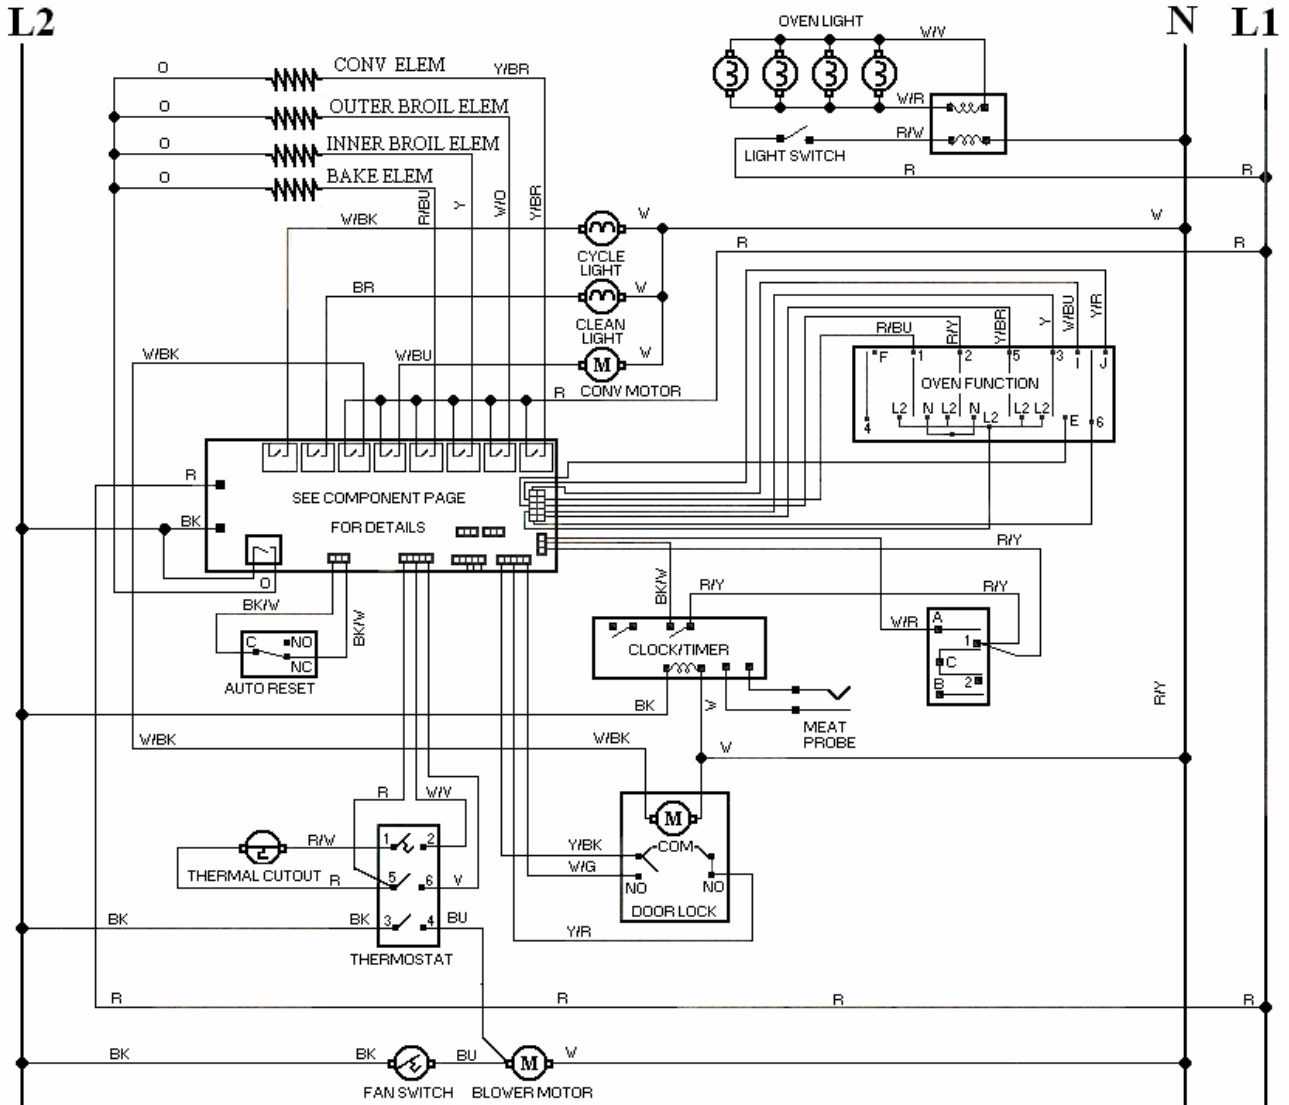 L2
N
L1
OVEN LIGHT
W/V
O
CONV ELEM
Y/BR
O
OUTER BROIL ELEM
W/R
O
INNER BROIL ELEM
R/W
LIGHT SWITCH
O
BAKE ELEM
R
R
R/BU
Y
W/O
Y/BR
W/BK
W
W
CYCLE
LIGHT
R
R
BR
W
CLEAN
LIGHT
W/BK
W/BU
M
W
R
CONV MOTOR
R/BU
R/Y
Y/BR
Y
W/BU
Y/R
F
1
2
5
3
I
J
OVEN FUNCTION
L2
N
L2
N
L2
L2
L2
4
E
6
R
SEE COMPONENT PAGE
BK
FOR DETAILS
O
R/Y
BK/W
BK/W
BK/W
R/Y
R/Y
C
NO
NC
AUTO RESET
CLOCK/TIMER
W/R
A
1
C
B
2
R/Y
BK
W
MEAT
PROBE
W/BK
W/BK
W
R
W/V
M
THERMAL CUTOUT
R/W
1
2
R
5
6
V
BK
BK
3
4
BU
THERMOSTAT
Y/BK
COM
W/G
NO
NO
DOOR LOCK
Y/R
R
R
R
R
BK
BK
BU
M
W
FAN SWITCH
BLOWER MOTOR